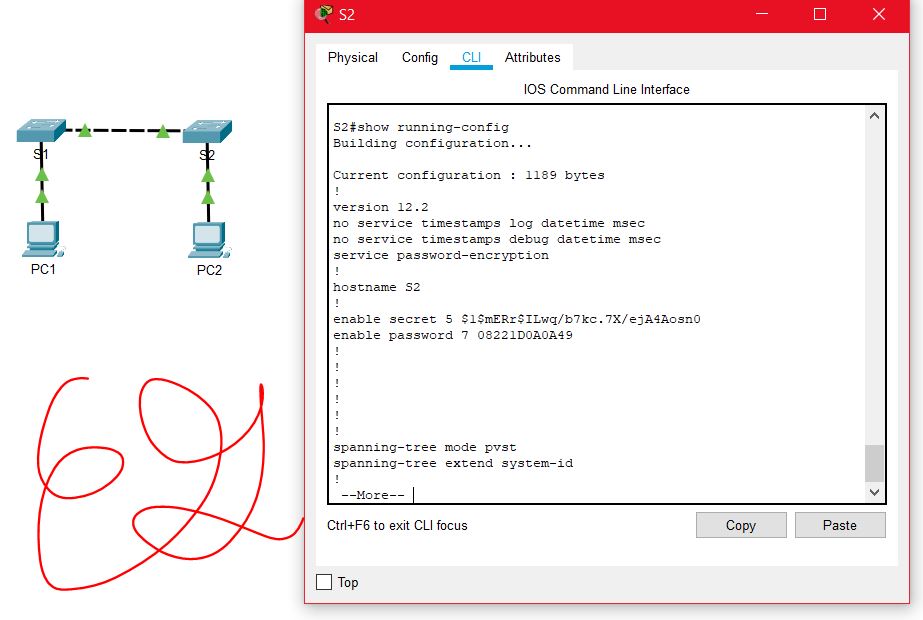 S2
Physical Config CLI Attributes
IOS Command Line Interface
S2#show running-config
Building configuration...
Current configuration : 1189 bytes
!
version 12.2
no service timestamps log datetime msec
no service timestamps debug datetime msec
service password-encryption
!
hostname S2
!
enable secret 5 $1$mERr$ILwq/b7kc.7X/ejA4Aosn0
enable password 7 08221D0A0A49
!
!
!
!
!
!
spanning-tree mode pvst
spanning-tree extend system-id
!
--More--
Ctrl+F6 to exit CLI focus
Copy Paste
Top
S1 S2
PC1 PC2